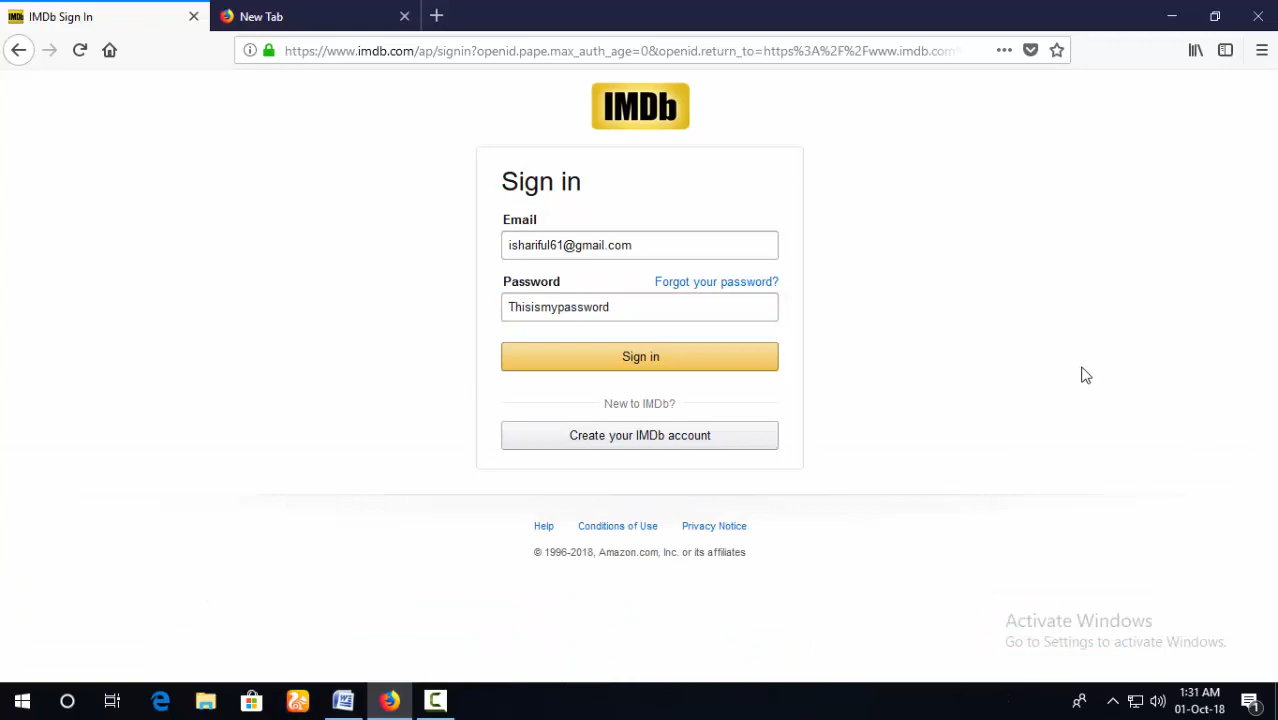 IMDb Sign In
New Tab
https://www.imdb.com/ap/signin?openid.pape.max_auth_age=0&openid.return_to=https%3A%2F%2Fwww.imdb.com
IMDb
Sign in
Email
ishariful61@gmail.com
Password Forgot your password?
Thisismypassword
Sign in
New to IMDb?
Create your IMDb account
Help Conditions of Use Privacy Notice
© 1996-2018, Amazon.com, Inc. or its affiliates
Activate Windows
Go to Settings to activate Windows.
1:31 AM
01-Oct-18